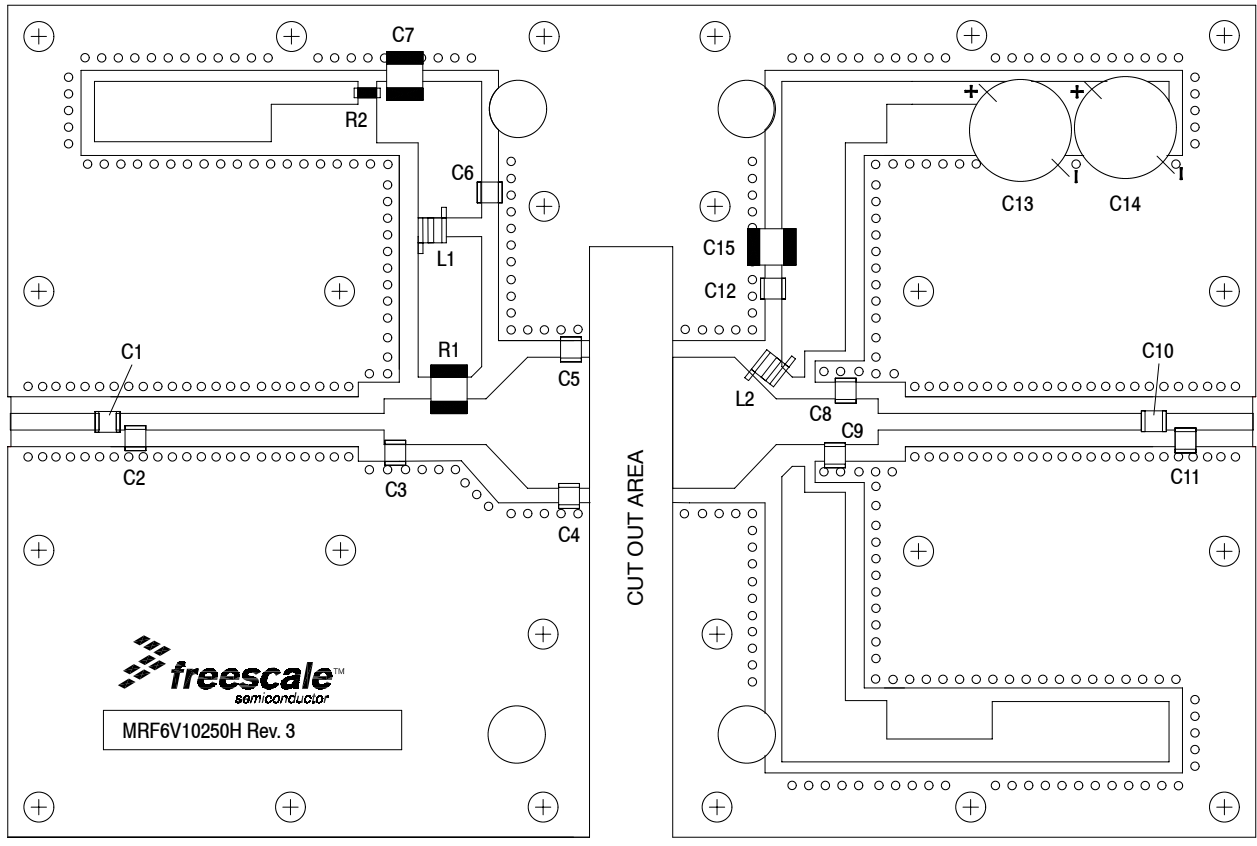 C7
R2
C6
L1
C1
R1
C5
C2
C3
C4
CUT OUT AREA
C15
C12
L2
C8
C9
C10
C11
+
+
C13
C14
freescale™
semiconductor
MRF6V10250H Rev. 3